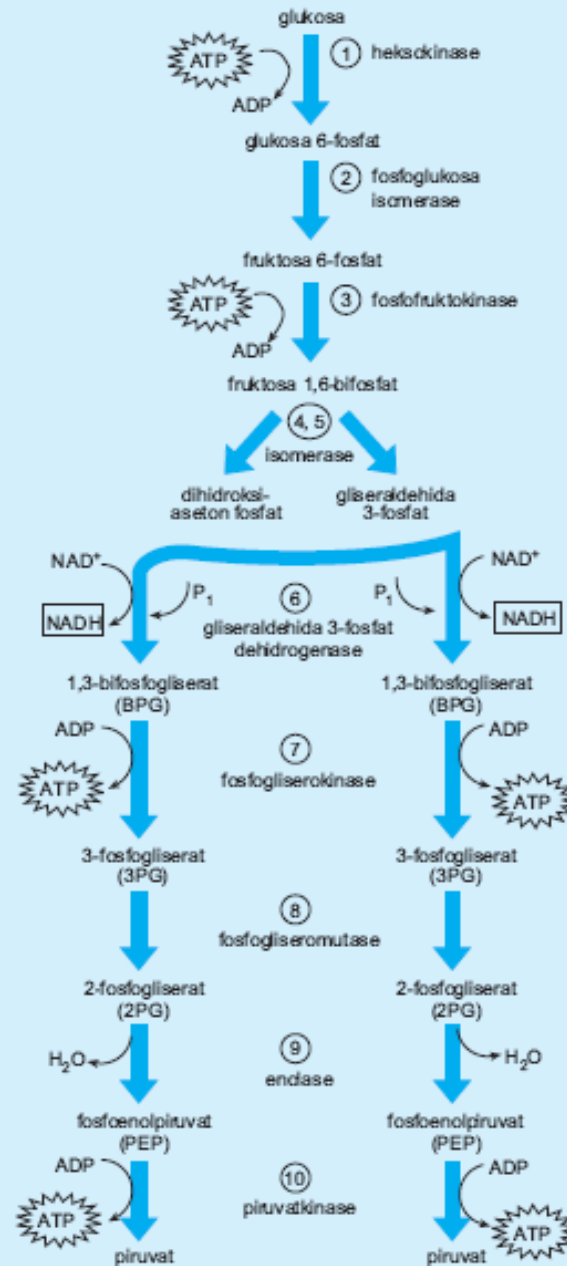 glukosa
ATP
ADP
1 heksokinase
glukosa 6-fosfat
2 fosfoglukosa
isomerase
fruktosa 6-fosfat
ATP
ADP
3 fosfofruktokinase
fruktosa 1,6-bifosfat
4, 5
isomerase
dihidroksi-
aseton fosfat
gliseraldehida
3-fosfat
NAD⁺
NADH
P₁
6
gliseraldehida 3-fosfat
dehidrogenase
P₁
NAD⁺
NADH
1,3-bifosfogliserat
(BPG)
1,3-bifosfogliserat
(BPG)
ADP
ATP
7
fosfogliserokinase
ADP
ATP
3-fosfogliserat
(3PG)
3-fosfogliserat
(3PG)
8
fosfogliseromutase
2-fosfogliserat
(2PG)
2-fosfogliserat
(2PG)
H₂O
9
enolase
H₂O
fosfoenolpiruvat
(PEP)
fosfoenolpiruvat
(PEP)
ADP
ATP
10
piruvatkinase
ADP
ATP
piruvat
piruvat